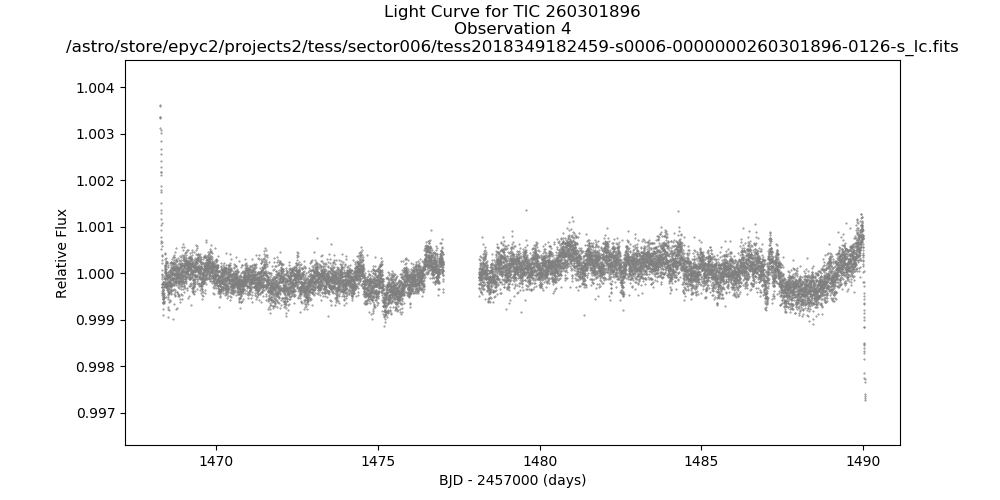 Light Curve for TIC 260301896
Observation 4
/astro/store/epyc2/projects2/tess/sector006/tess2018349182459-s0006-0000000260301896-0126-s_lc.fits
1.004
1.003
1.002
1.001
1.000
0.999
0.998
0.997
Relative Flux
1470
1475
1480
1485
1490
BJD - 2457000 (days)